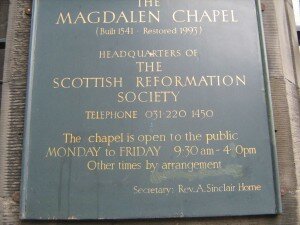 THE
MAGDALEN CHAPEL
(Built 1541 · Restored 1993)
HEADQUARTERS OF
THE
SCOTTISH REFORMATION
SOCIETY
TELEPHONE 031·220 1450
The chapel is open to the public
MONDAY to FRIDAY 9·30am - 4·0pm
Other times by arrangement
Secretary: Rev. A. Sinclair Horne